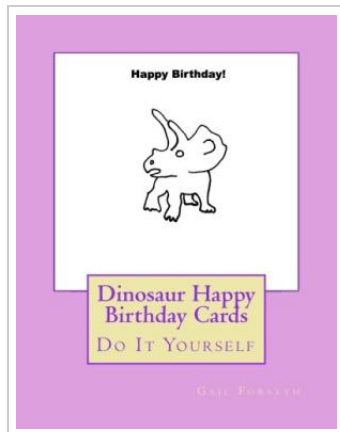 Happy Birthday!
Dinosaur Happy
Birthday Cards
Do It Yourself
Gail Forsyth